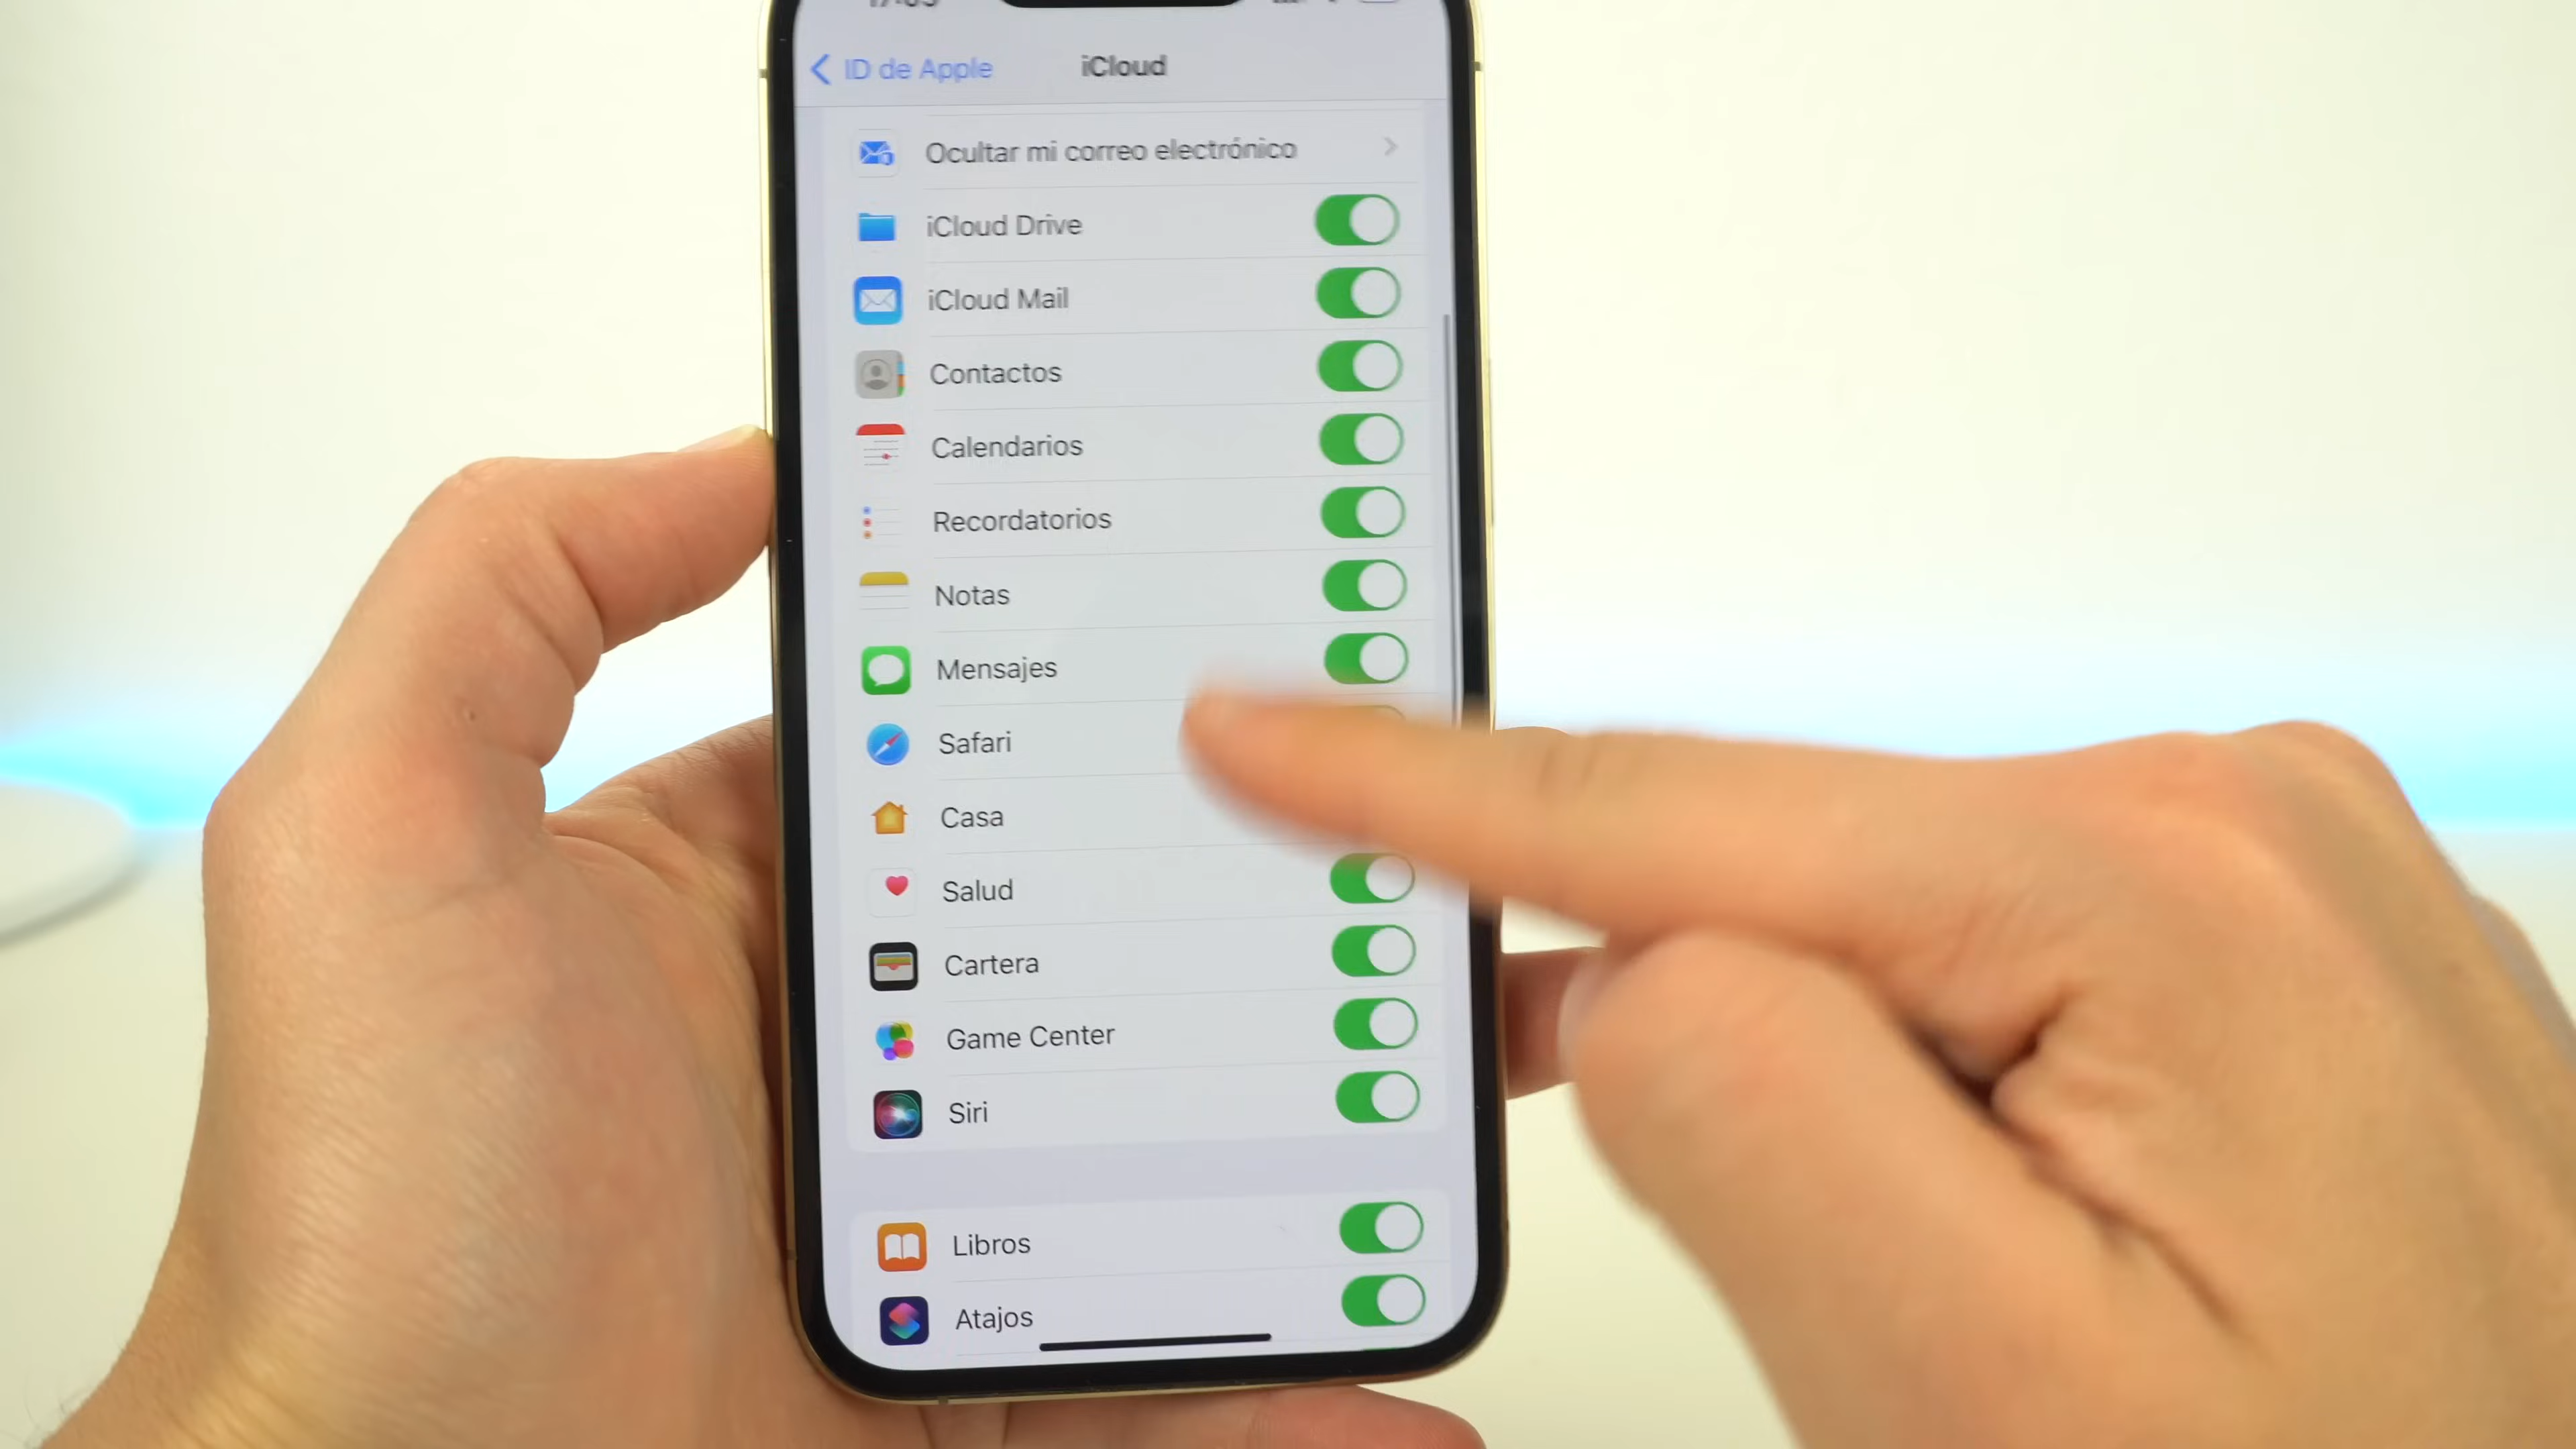 ID de Apple
iCloud
Ocultar mi correo electrónico
iCloud Drive
iCloud Mail
Contactos
Calendarios
Recordatorios
Notas
Mensajes
Safari
Casa
Salud
Cartera
Game Center
Siri
Libros
Atajos